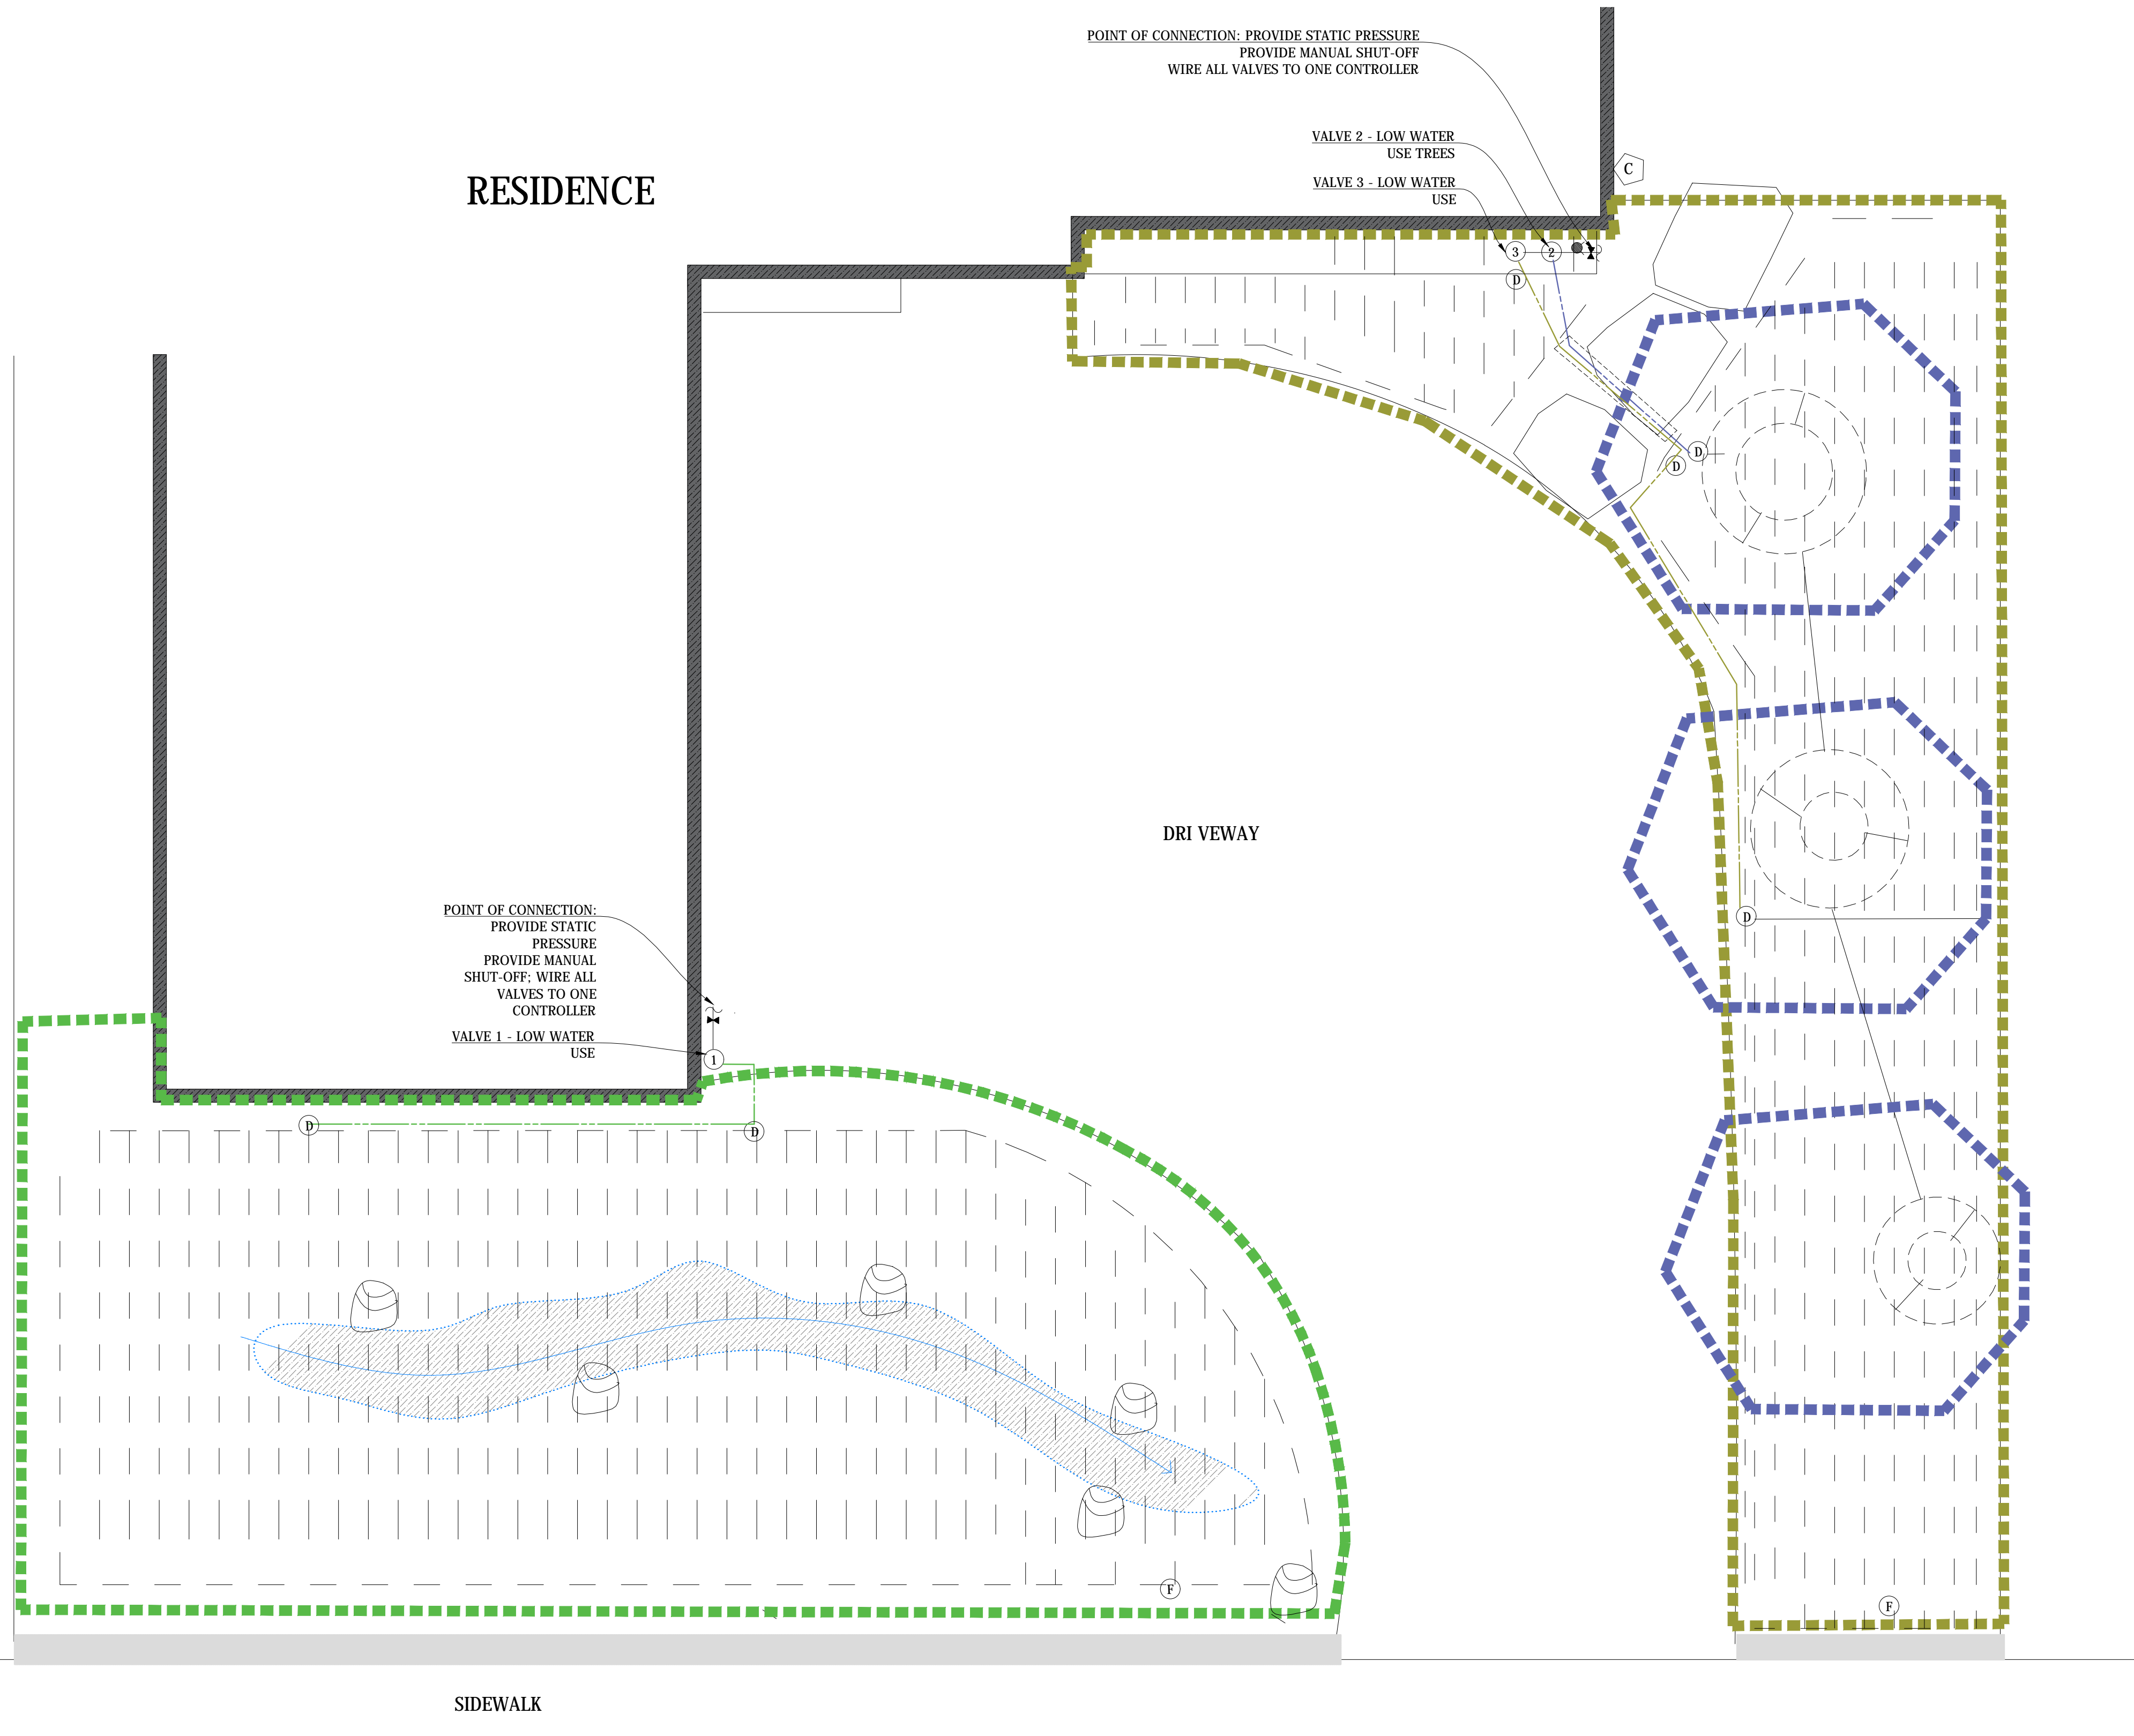 POINT OF CONNECTION: PROVIDE STATIC PRESSURE
PROVIDE MANUAL SHUT-OFF
WIRE ALL VALVES TO ONE CONTROLLER
VALVE 2 - LOW WATER
USE TREES
C
RESIDENCE
VALVE 3 - LOW WATER
USE
3
2
D
D
D
DRI VEWAY
POINT OF CONNECTION:
PROVIDE STATIC
PRESSURE
PROVIDE MANUAL
SHUT-OFF; WIRE ALL
VALVES TO ONE
CONTROLLER
D
VALVE 1 - LOW WATER
USE
1
D
D
F
F
SIDEWALK